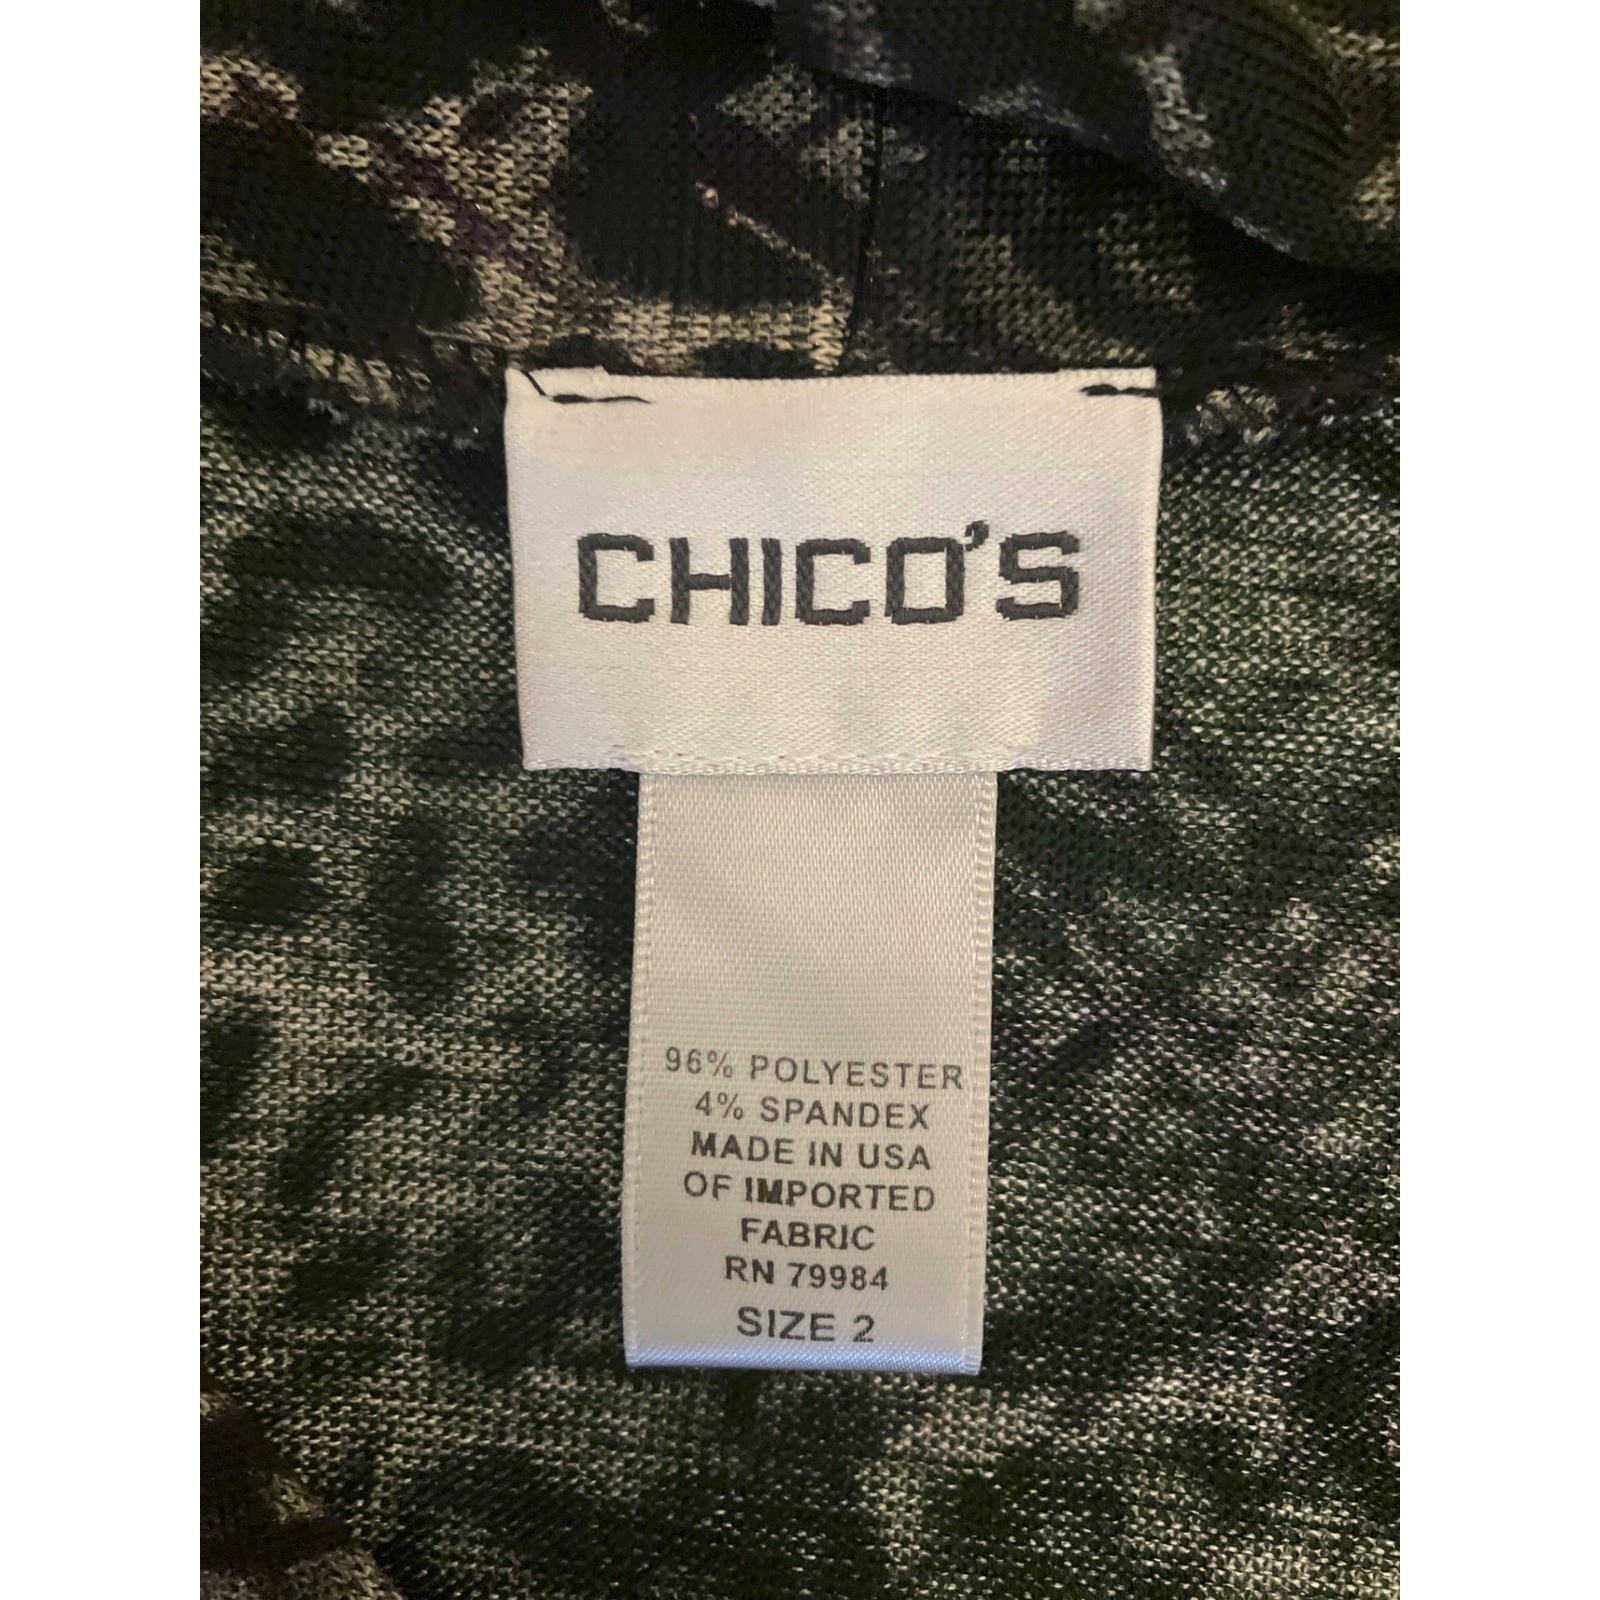 CHICO'S
96% POLYESTER
4% SPANDEX
MADE IN USA
OF IMPORTED
FABRIC
RN 79984
SIZE 2